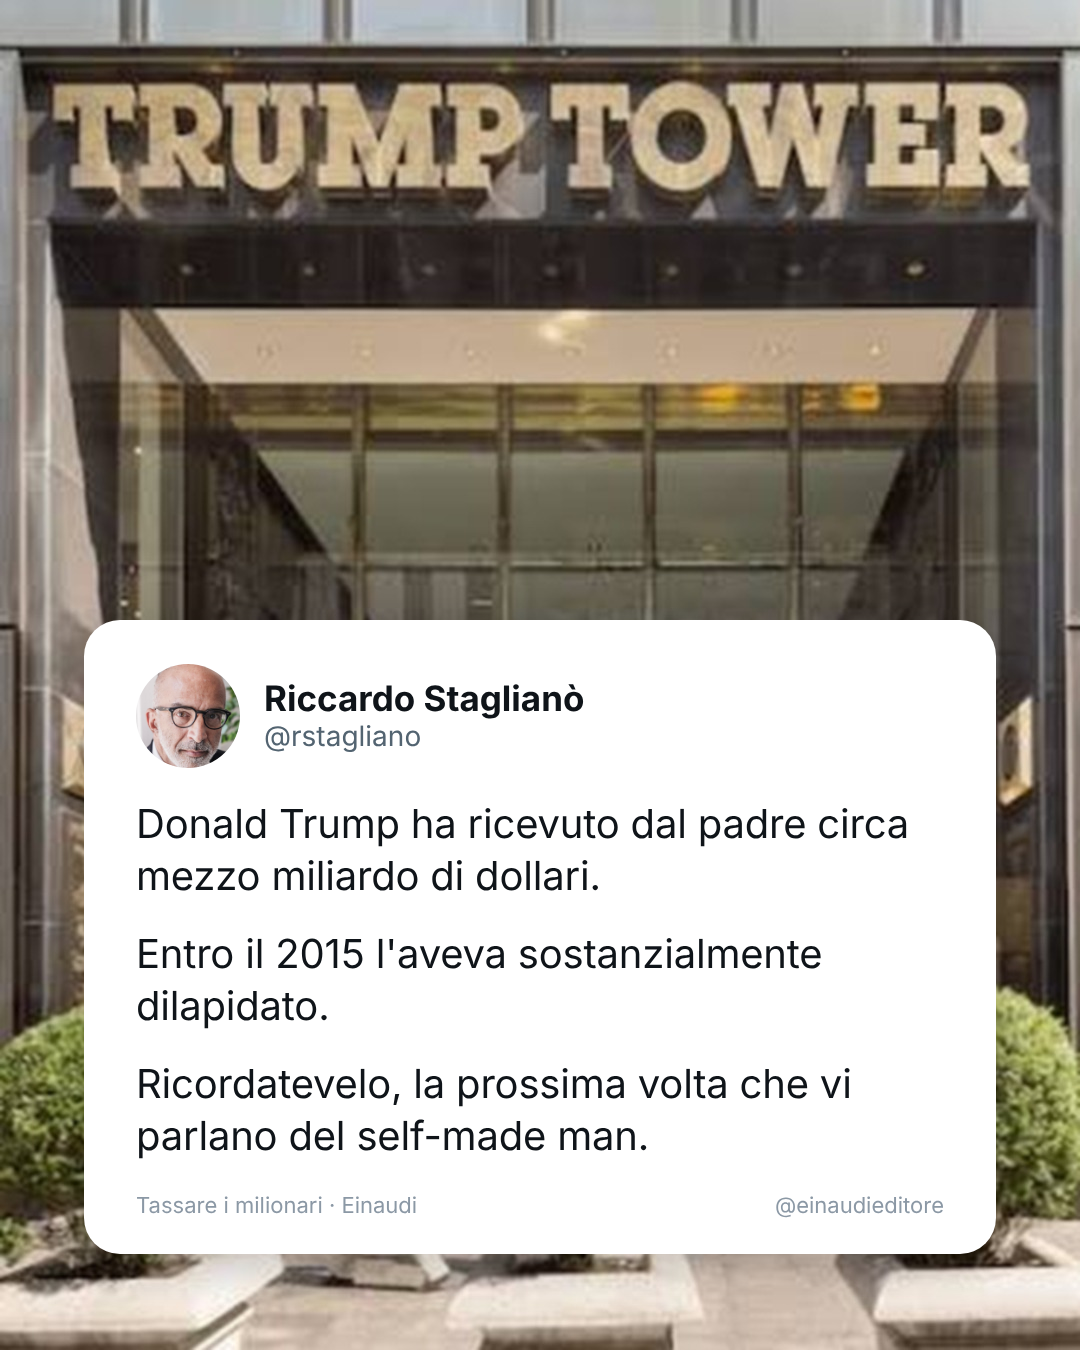 TRUMP TOWER
Riccardo Staglianò
@rstagliano
Donald Trump ha ricevuto dal padre circa
mezzo miliardo di dollari.
Entro il 2015 l'aveva sostanzialmente
dilapidato.
Ricordatevelo, la prossima volta che vi
parlano del self-made man.
Tassare i milionari · Einaudi
@einaudieditore